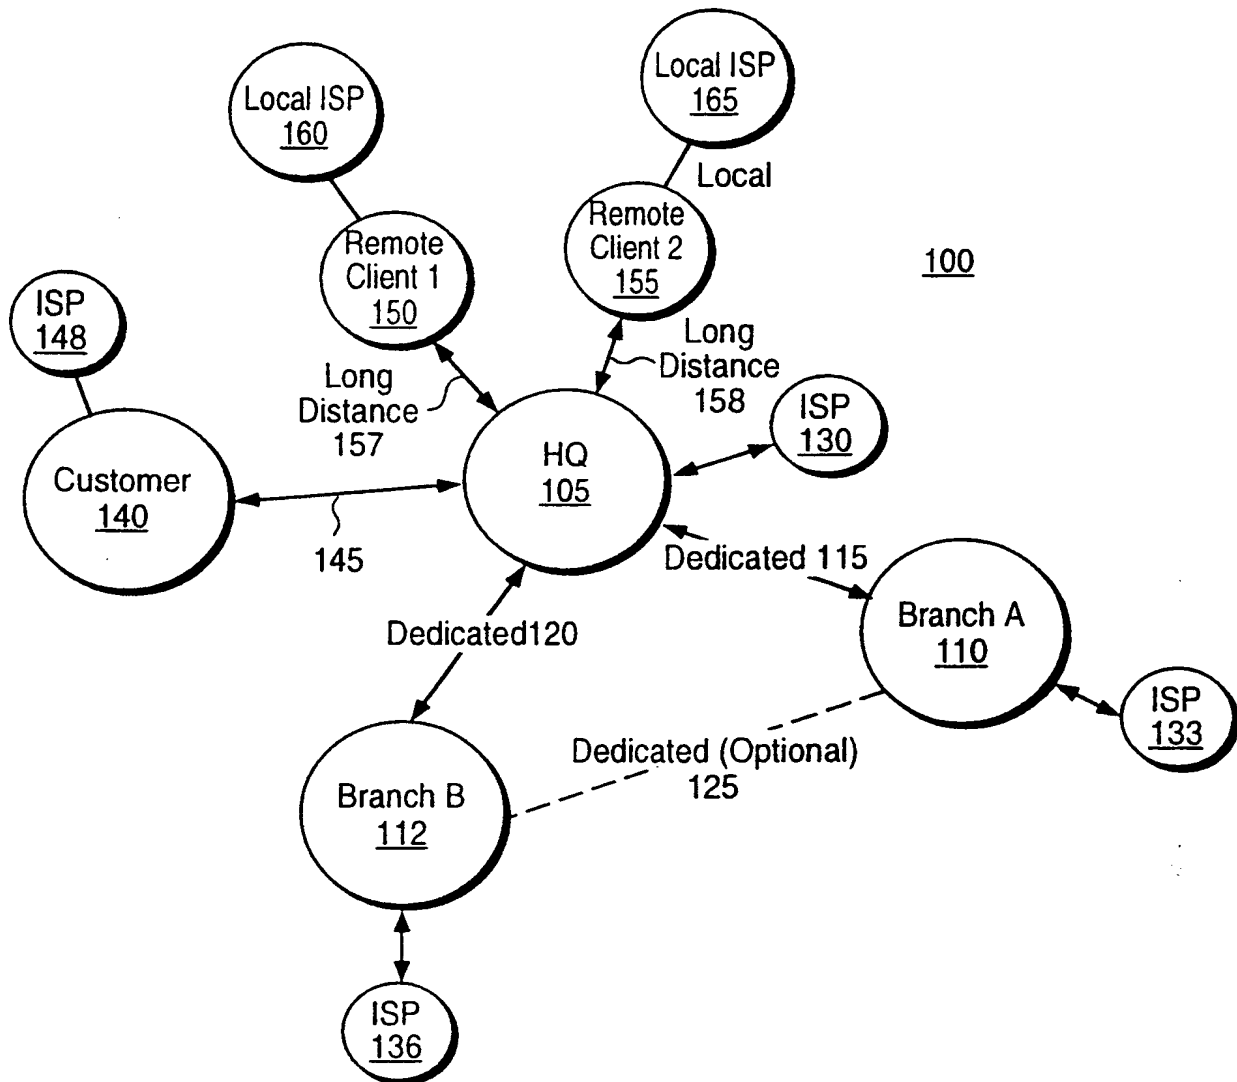 Local ISP
160
Local ISP
165
Local
Remote
Client 1
150
Remote
Client 2
155
100
ISP
148
Long
Distance
157
Long
Distance
158
ISP
130
HQ
105
Customer
140
145
Dedicated 115
Branch A
110
Dedicated120
ISP
133
Dedicated (Optional)
125
Branch B
112
ISP
136